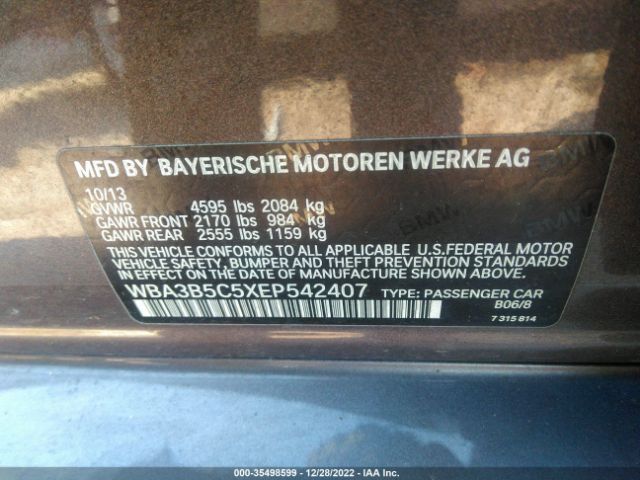 MFD BY BAYERISCHE MOTOREN WERKE AG
10/13
GVWR 4595 lbs 2084 kg
GAWR FRONT 2170 lbs 984 kg
GAWR REAR 2555 lbs 1159 kg
THIS VEHICLE CONFORMS TO ALL APPLICABLE U.S.FEDERAL MOTOR
VEHICLE SAFETY, BUMPER AND THEFT PREVENTION STANDARDS
IN EFFECT ON THE DATE OF MANUFACTURE SHOWN ABOVE.
WBA3B5C5XEP542407 TYPE: PASSENGER CAR
B06/8
7 315 814
000-35498599 - 12/28/2022 - IAA Inc.